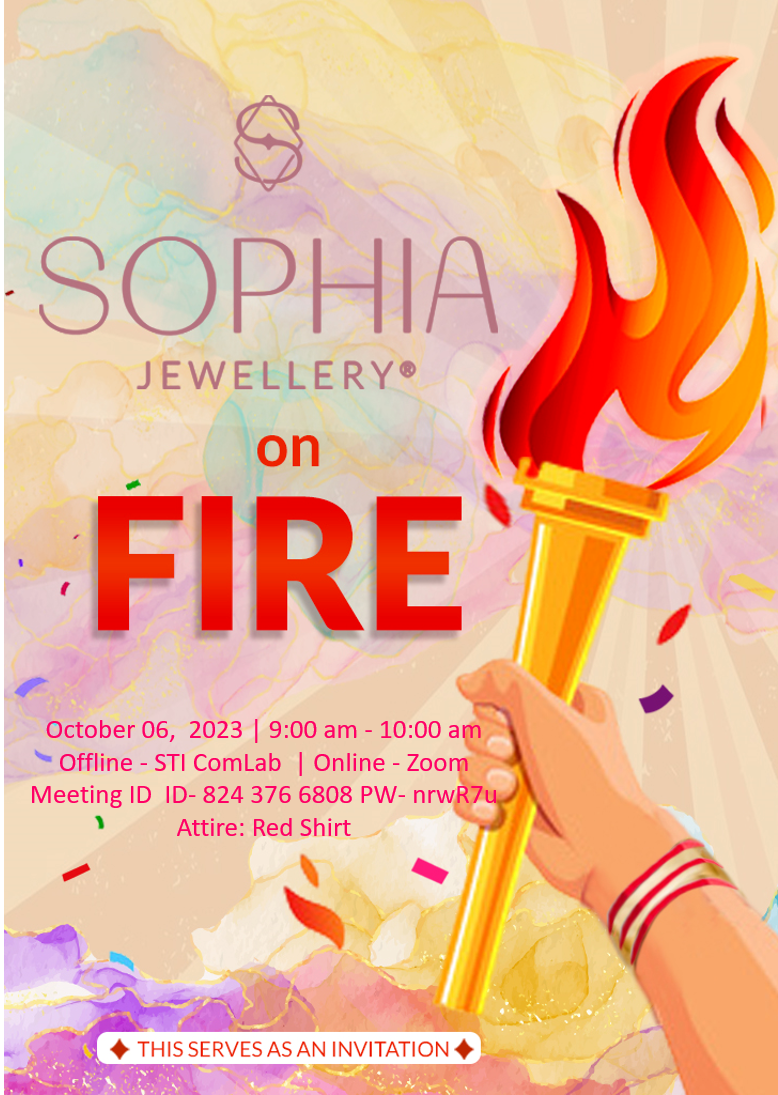 SOPHIA
JEWELLERY®
on
FIRE
October 06, 2023 | 9:00 am - 10:00 am
Offline - STI ComLab | Online - Zoom
Meeting ID ID- 824 376 6808 PW- nrwR7u
Attire: Red Shirt
THIS SERVES AS AN INVITATION